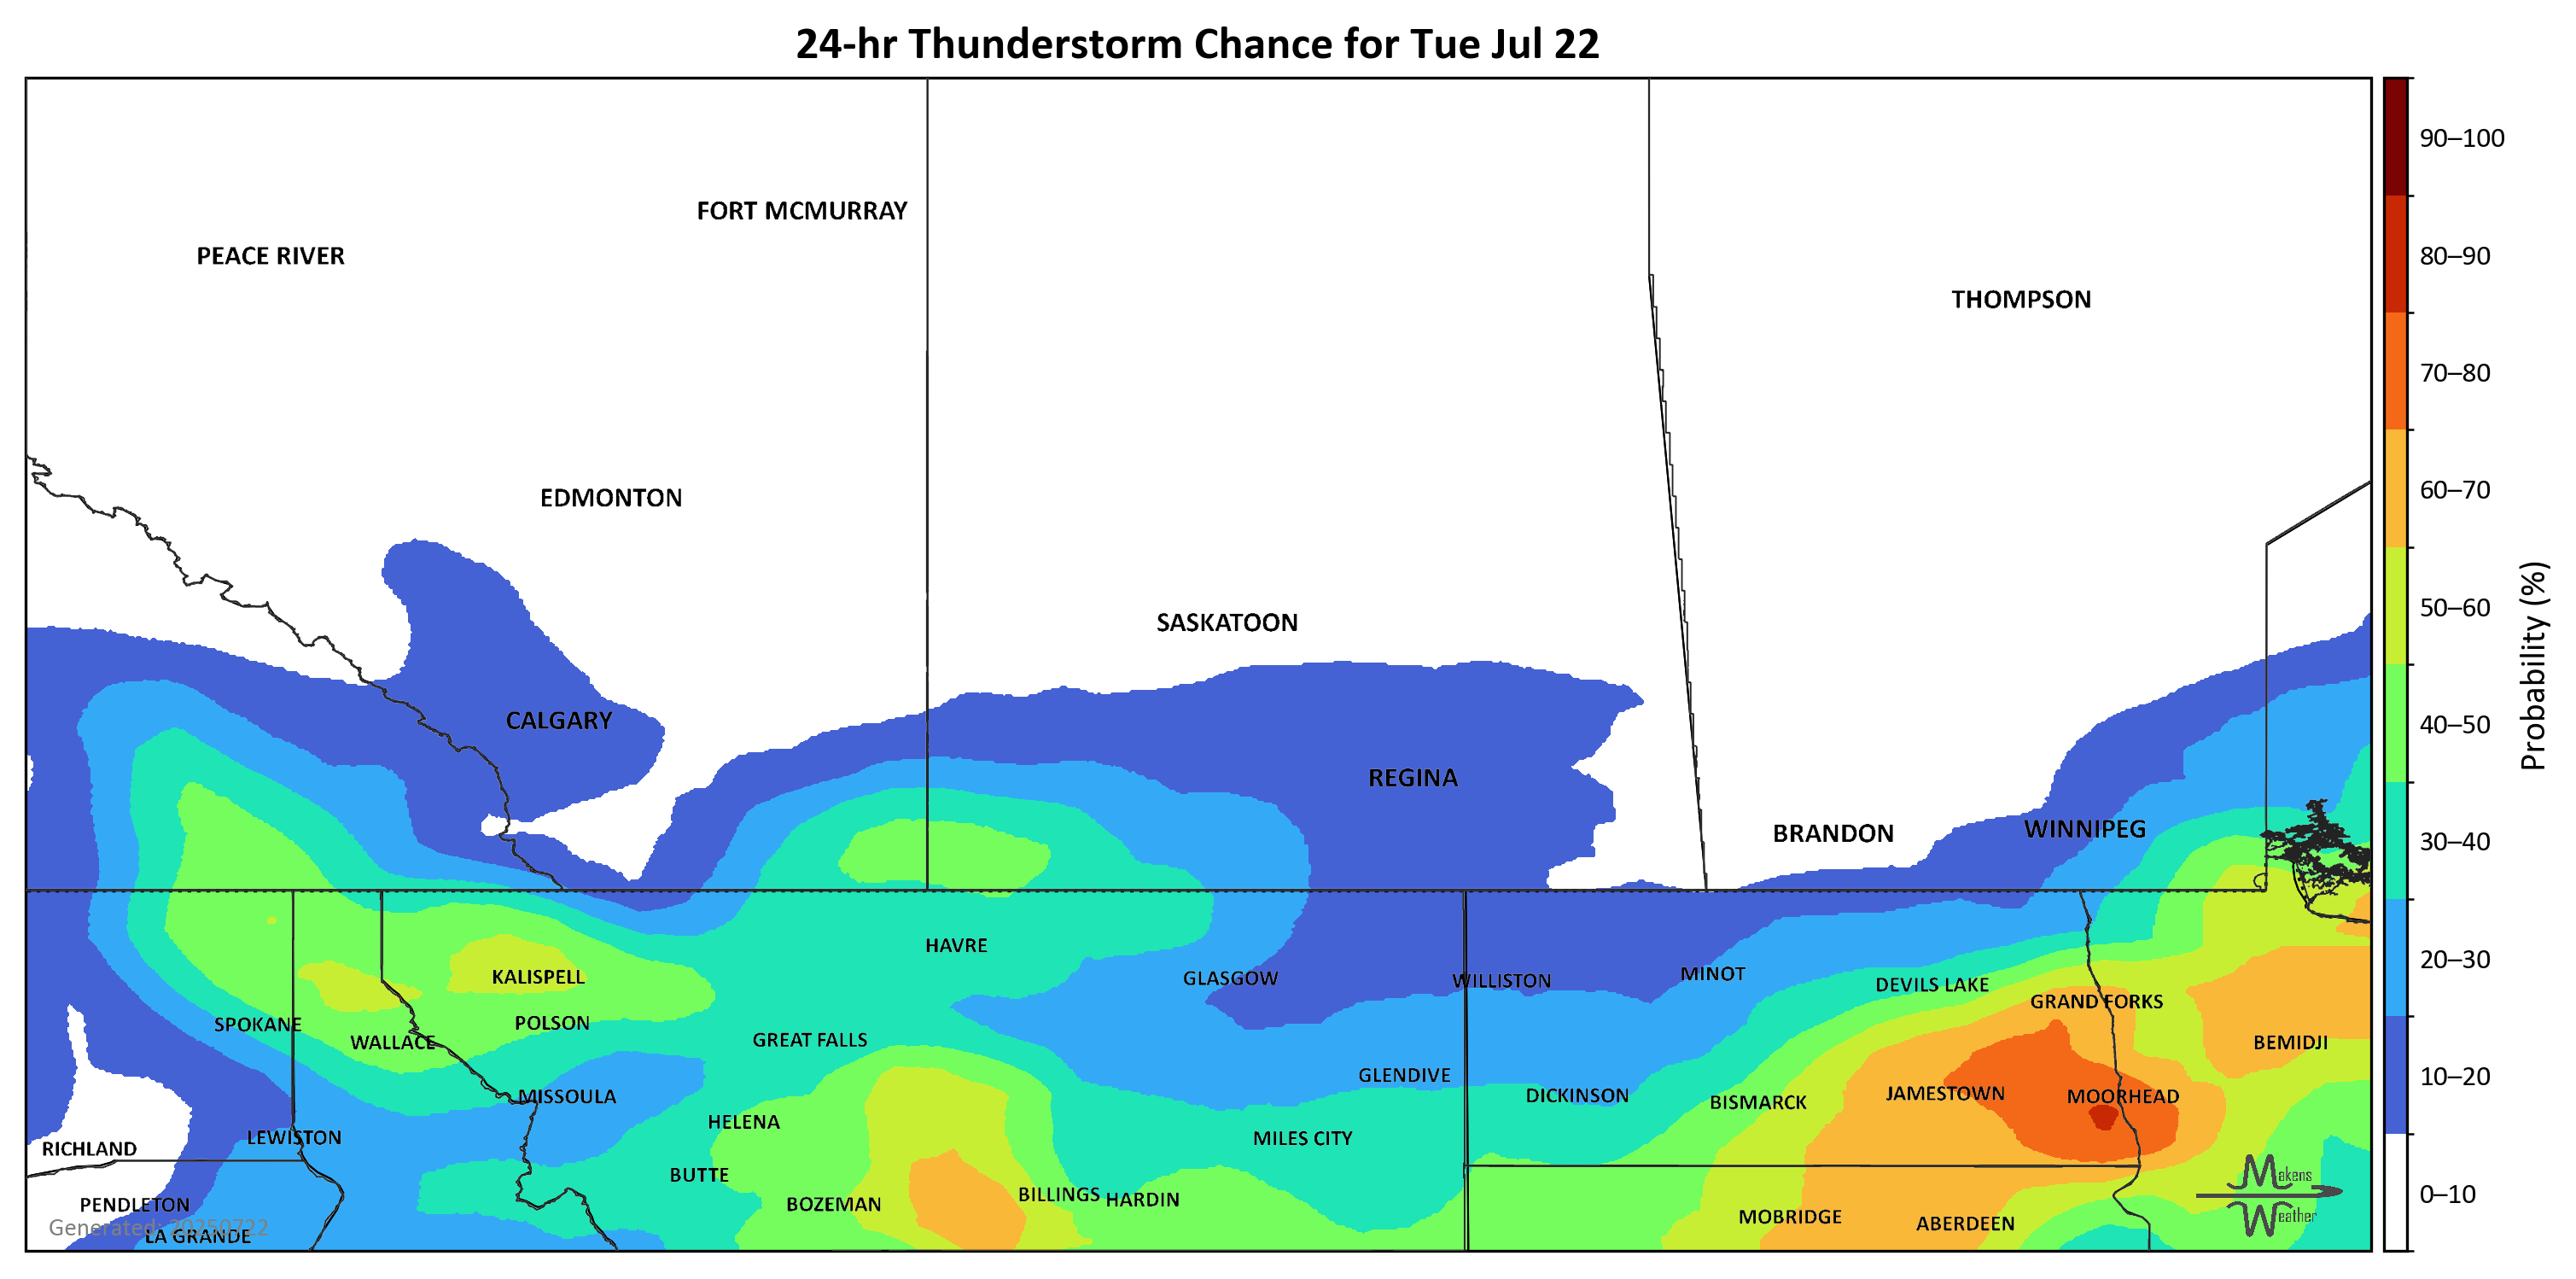 24-hr Thunderstorm Chance for Tue Jul 22
90–100
FORT MCMURRAY
PEACE RIVER
80–90
THOMPSON
70–80
EDMONTON
60–70
50–60
SASKATOON
Probability (%)
CALGARY
40–50
REGINA
WINNIPEG
BRANDON
30–40
HAVRE
20–30
MINOT
KALISPELL
GLASGOW
WILLISTON
DEVILS LAKE
GRAND FORKS
SPOKANE
POLSON
WALLACE
GREAT FALLS
BEMIDJI
GLENDIVE
10–20
MISSOULA
DICKINSON
JAMESTOWN
MOORHEAD
BISMARCK
HELENA
LEWISTON
MILES CITY
RICHLAND
BUTTE
Makens
Weather
0–10
BILLINGS
HARDIN
PENDLETON
BOZEMAN
MOBRIDGE
ABERDEEN
Generated: 20250722
LA GRANDE